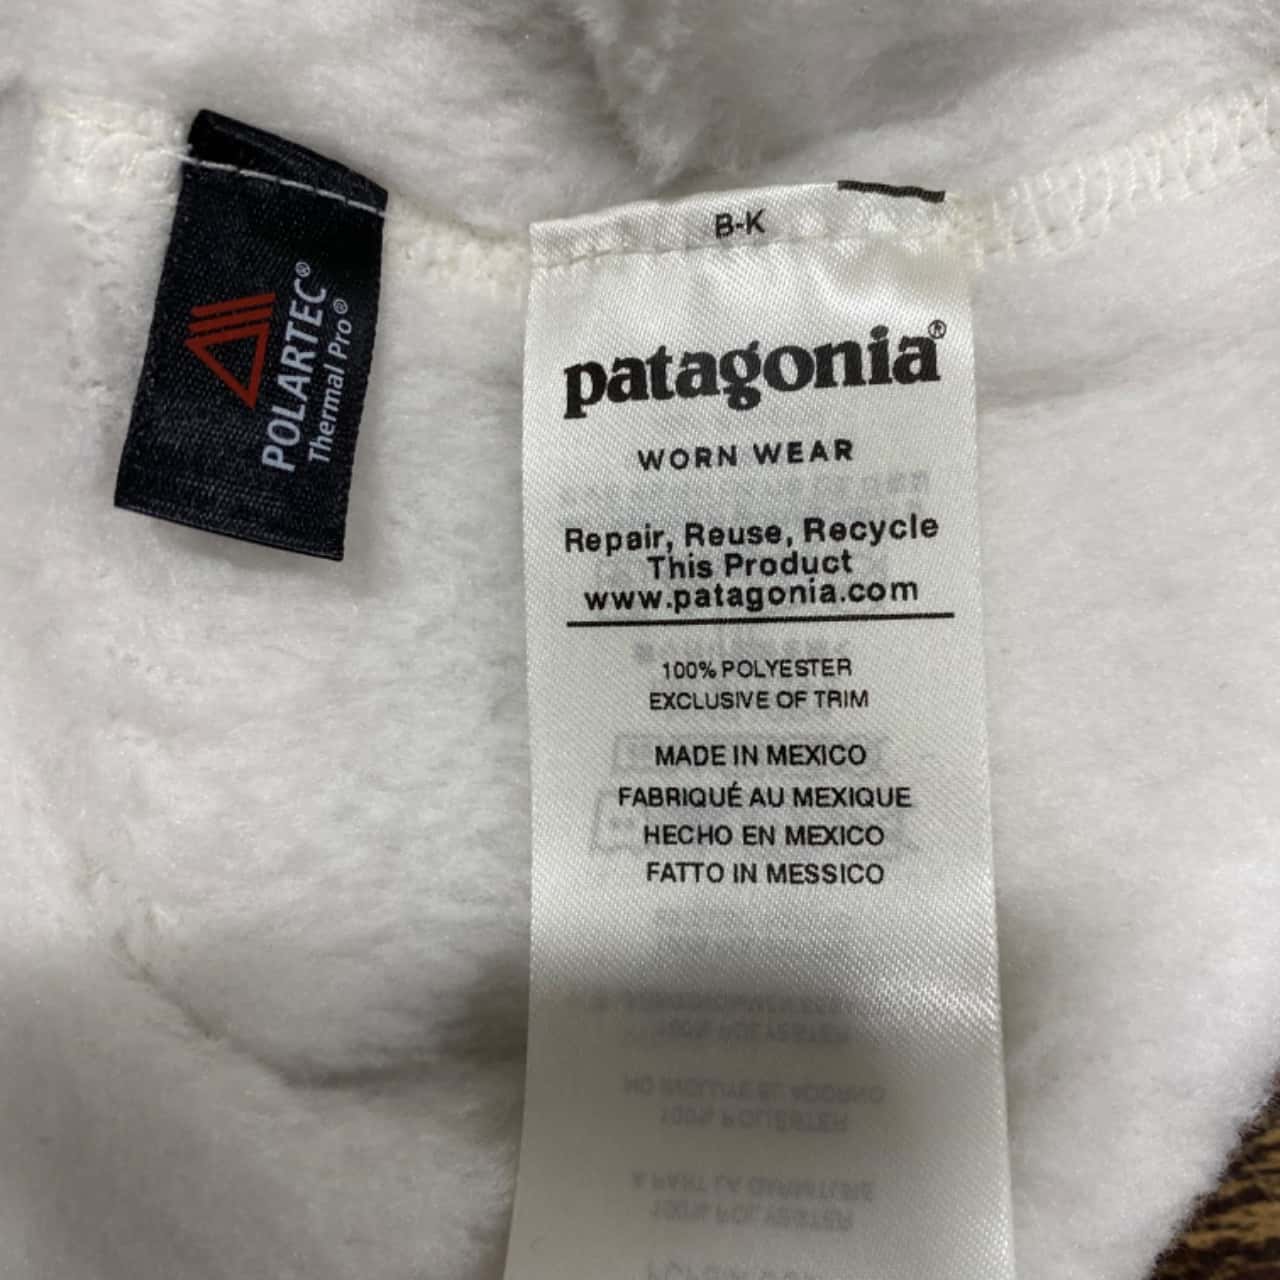 POLARTEC®
Thermal Pro®
B-K
patagonia®
WORN WEAR
Repair, Reuse, Recycle
This Product
www.patagonia.com
100% POLYESTER
EXCLUSIVE OF TRIM
MADE IN MEXICO
FABRIQUÉ AU MEXIQUE
HECHO EN MEXICO
FATTO IN MESSICO